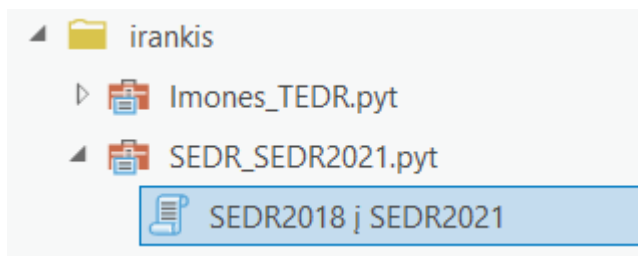 irankis
Imones_TEDR.pyt
SEDR_SEDR2021.pyt
SEDR2018 į SEDR2021